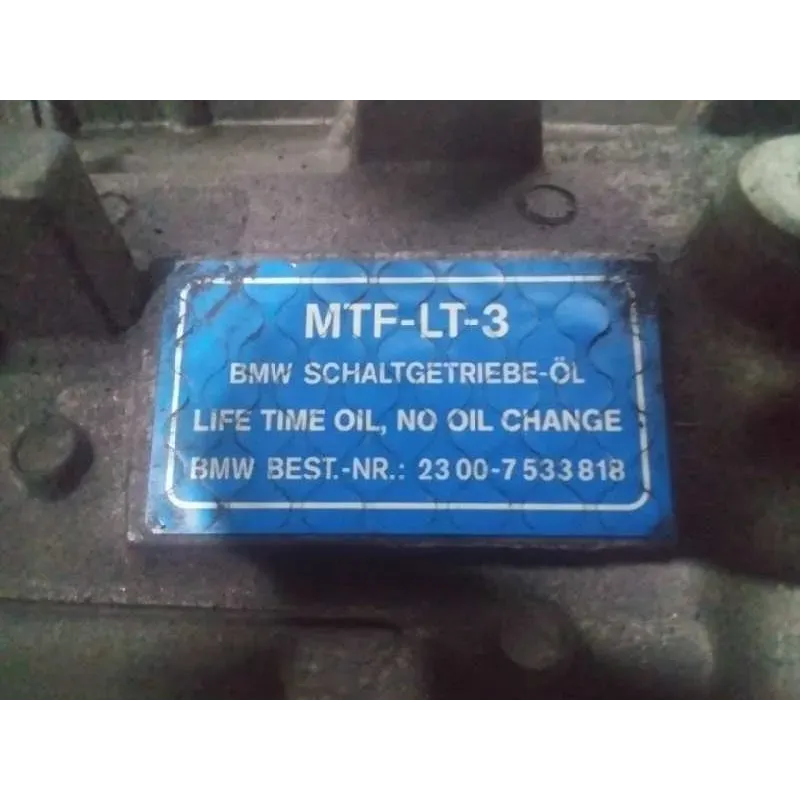 MTF-LT-3
BMW SCHALTGETRIEBE-ÖL
LIFE TIME OIL, NO OIL CHANGE
BMW BEST.-NR.: 23 00-7 533 818